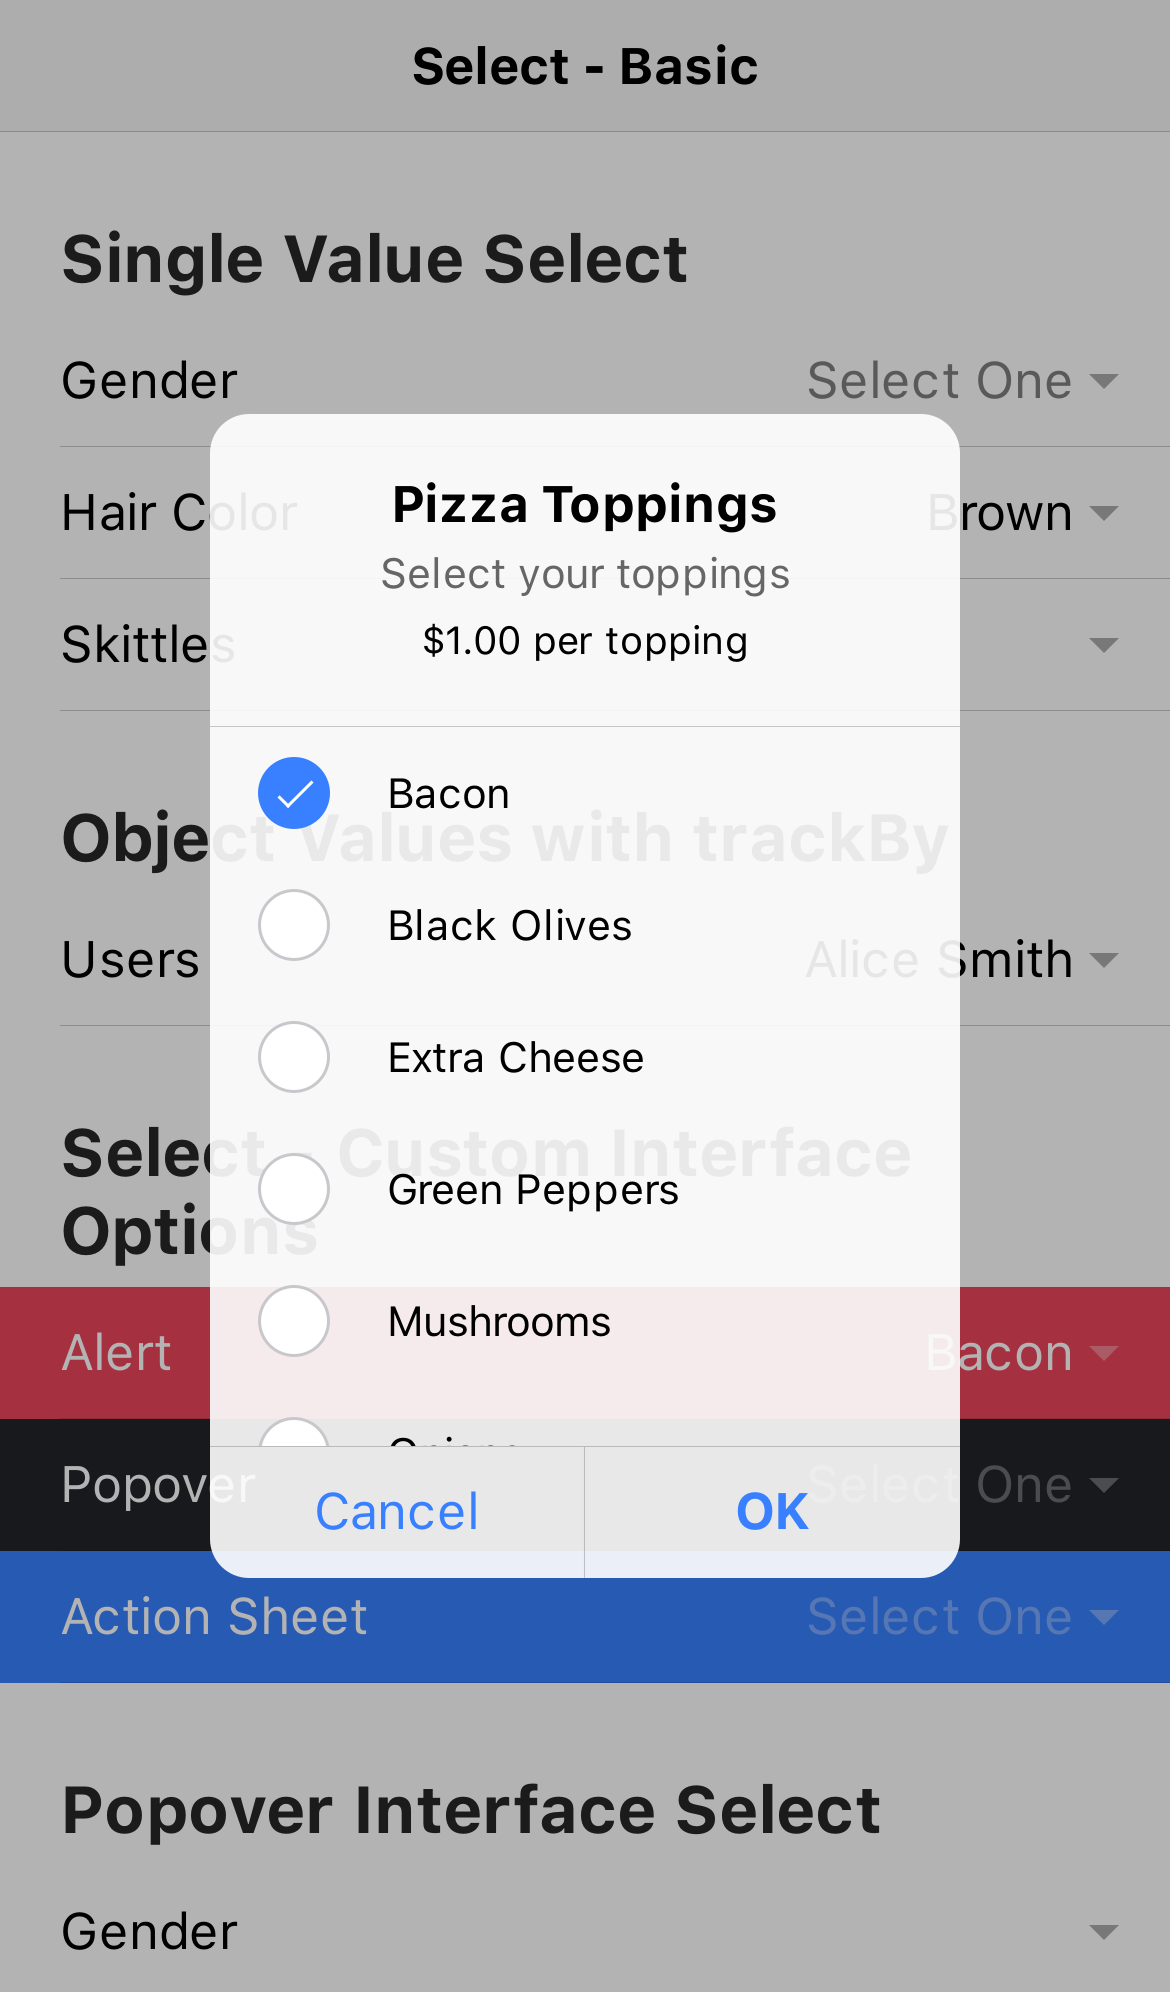 Select - Basic
Single Value Select
Gender Select One
Hair Color Brown
Skittles
Object Values with trackBy
Users Alice Smith
Select - Custom Interface
Options
Alert Bacon
Popover Select One
Action Sheet Select One
Popover Interface Select
Gender
Pizza Toppings
Select your toppings
$1.00 per topping
Bacon
Black Olives
Extra Cheese
Green Peppers
Mushrooms
Onions
Cancel OK